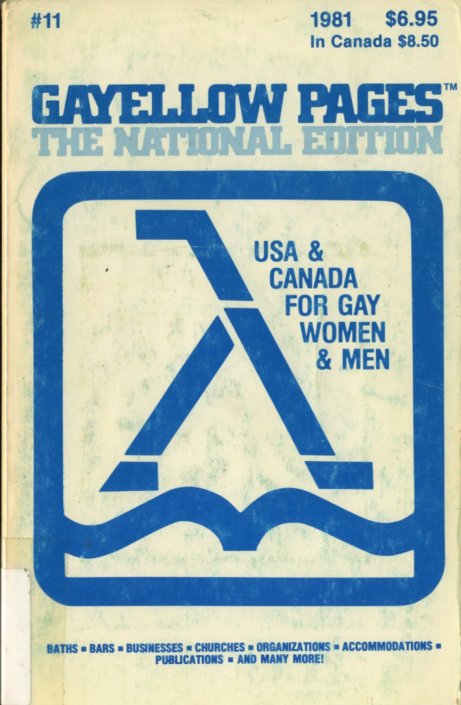 #11
1981 $6.95
In Canada $8.50
GAYELLOW PAGES™
THE NATIONAL EDITION
USA &
CANADA
FOR GAY
WOMEN
& MEN
BATHS ▪ BARS ▪ BUSINESSES ▪ CHURCHES ▪ ORGANIZATIONS ▪ ACCOMMODATIONS ▪
PUBLICATIONS ▪ AND MANY MORE!